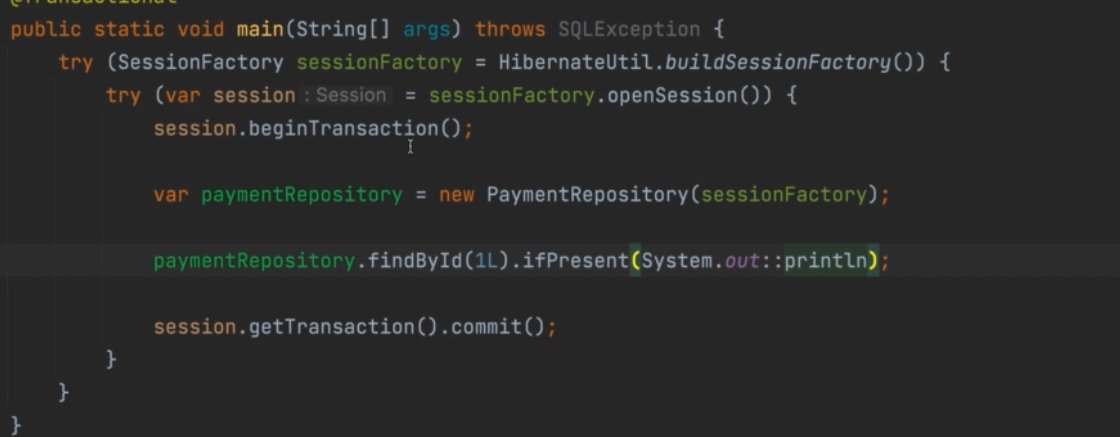 @Transactional
public static void main(String[] args) throws SQLException {
try (SessionFactory sessionFactory = HibernateUtil.buildSessionFactory()) {
try (var session : Session = sessionFactory.openSession()) {
session.beginTransaction();
var paymentRepository = new PaymentRepository(sessionFactory);
paymentRepository.findById(1L).ifPresent(System.out::println);
session.getTransaction().commit();
}
}
}